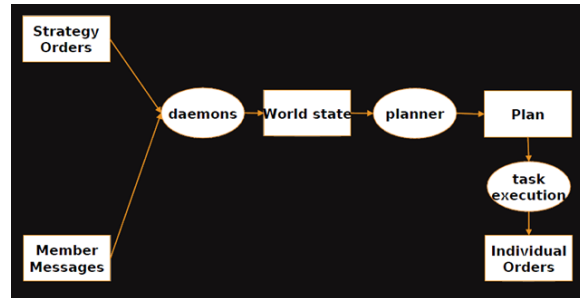 Strategy
Orders
daemons
World state
planner
Plan
task
execution
Member
Messages
Individual
Orders